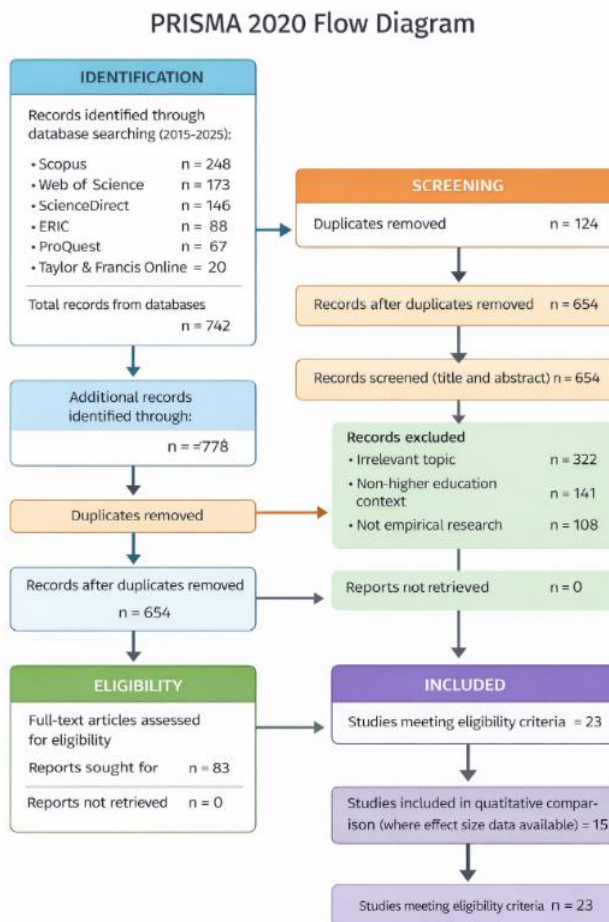 PRISMA 2020 Flow Diagram
IDENTIFICATION
Records identified through
database searching (2015-2025):
• Scopus n = 248
• Web of Science n = 173
• ScienceDirect n = 146
• ERIC n = 88
• ProQuest n = 67
• Taylor & Francis Online = 20
Total records from databases
n = 742
Additional records
identified through:
n = =778
Duplicates removed
Records after duplicates removed
n = 654
ELIGIBILITY
Full-text articles assessed
for eligibility
Reports sought for n = 83
Reports not retrieved n = 0
SCREENING
Duplicates removed n = 124
Records after duplicates removed n = 654
Records screened (title and abstract) n = 654
Records excluded
• Irrelevant topic n = 322
• Non-higher education
context n = 141
• Not empirical research n = 108
Reports not retrieved n = 0
INCLUDED
Studies meeting eligibility criteria = 23
Studies included in qualitative compar-
ison (where effect size data available) = 15
Studies meeting eligibility criteria n = 23